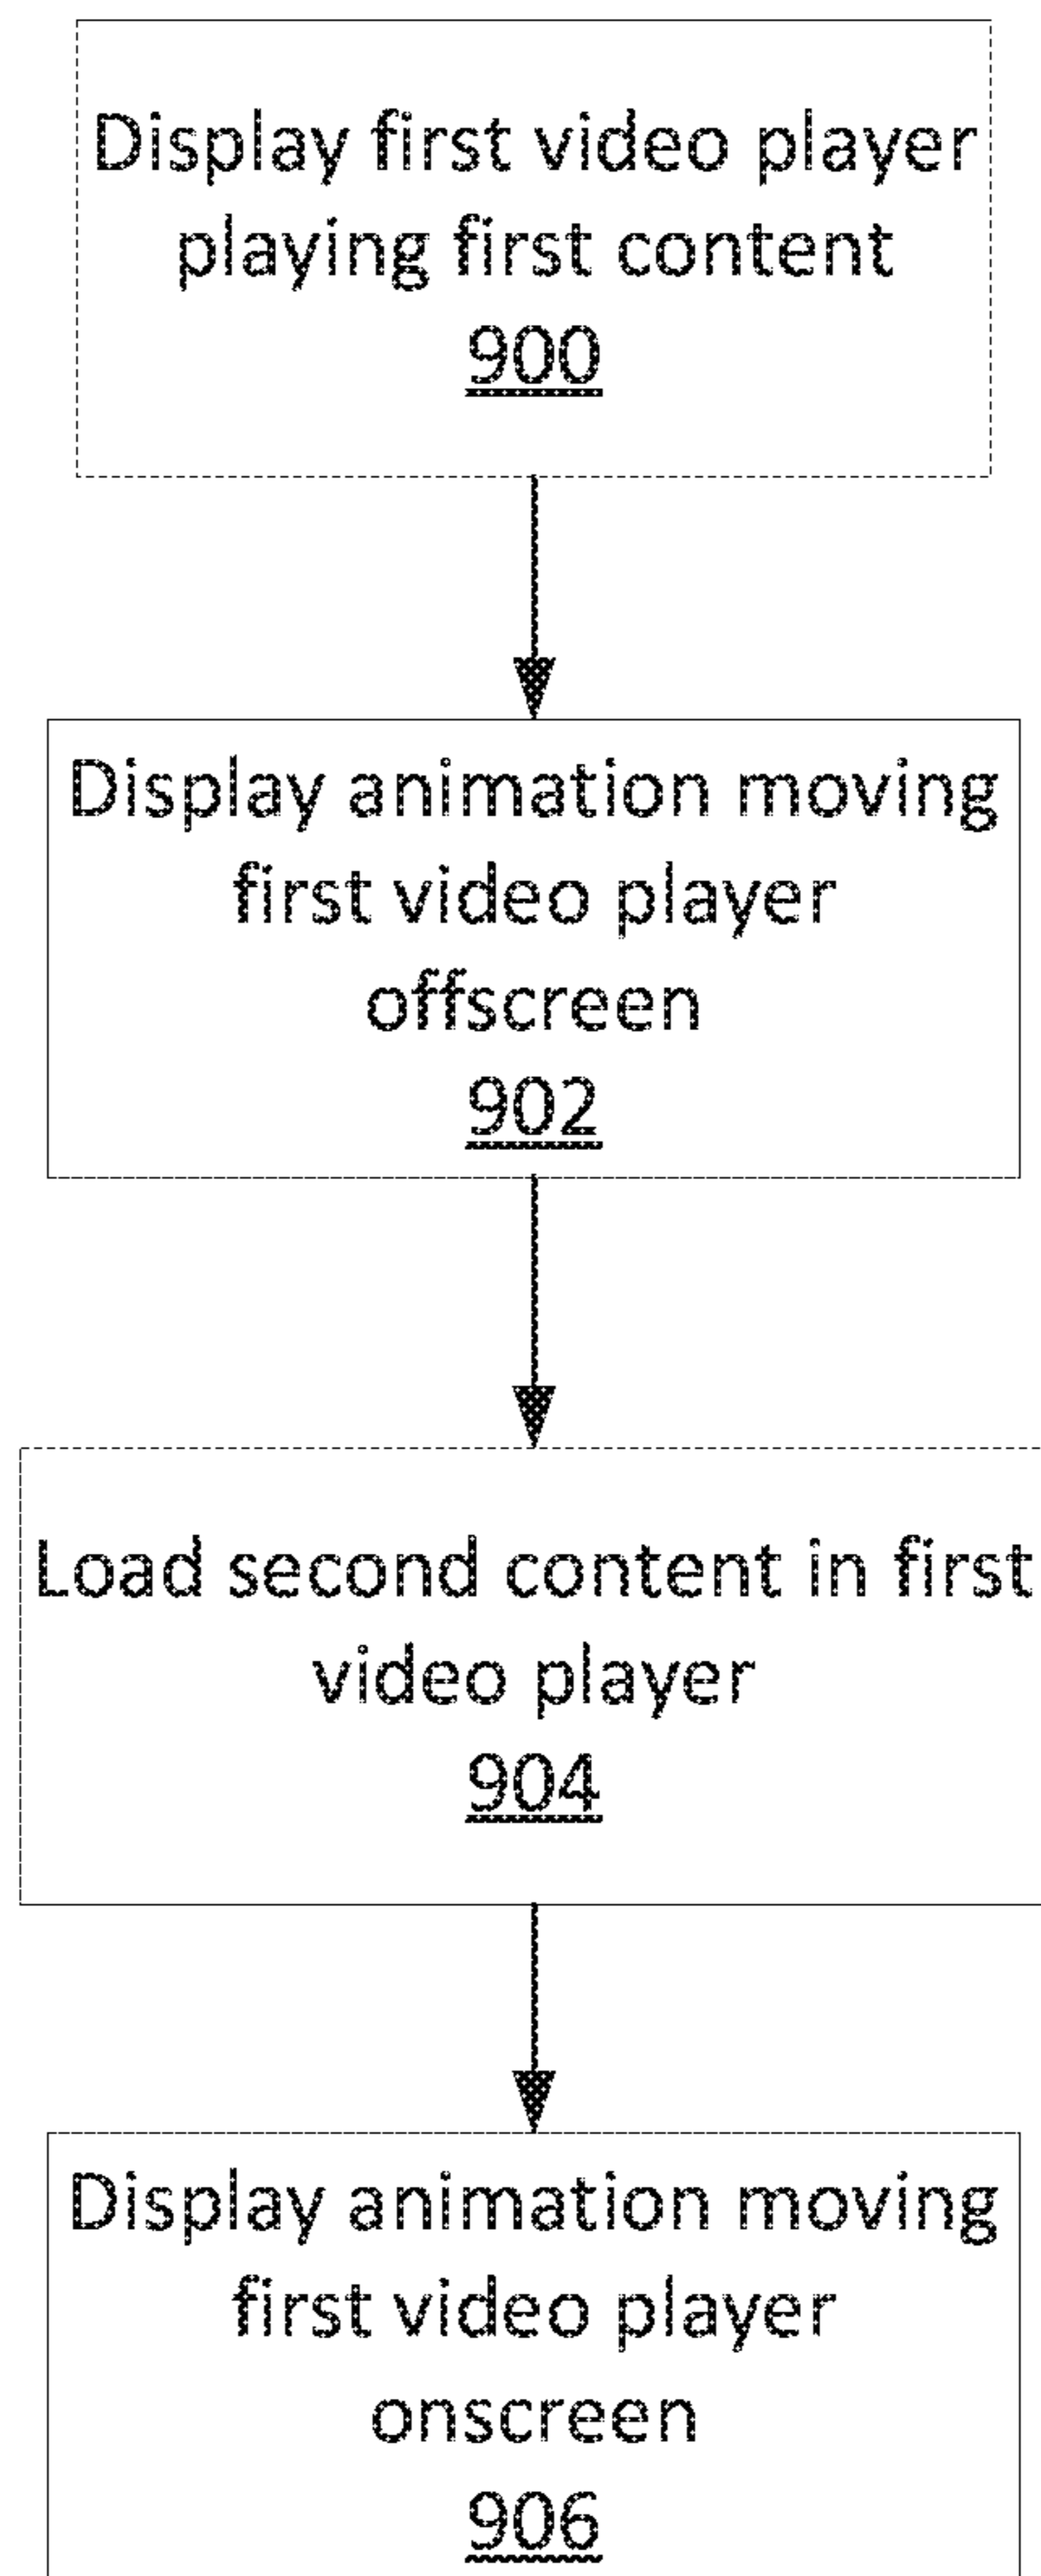 Display first video player
playing first content
900
Display animation moving
first video player
offscreen
902
Load second content in first
video player
904
Display animation moving
first video player
onscreen
906